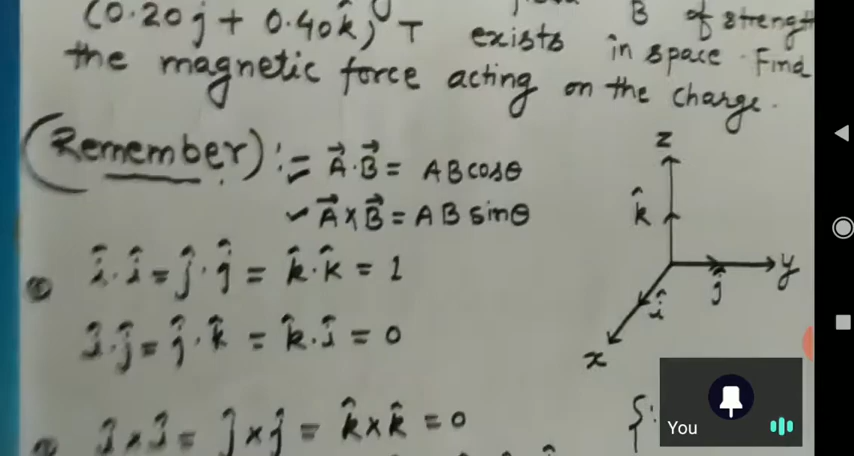 (0.20ĵ + 0.40k̂) T exists in space. Find
B of strengt
the magnetic force acting on the charge.
(Remember) := A⃗·B⃗ = AB cosθ
✓ A⃗×B⃗ = AB sinθ
î·î = ĵ·ĵ = k̂·k̂ = 1
î·ĵ = ĵ·k̂ = k̂·î = 0
î×î = ĵ×ĵ = k̂×k̂ = 0
z
k̂
y
ĵ
î
x
You